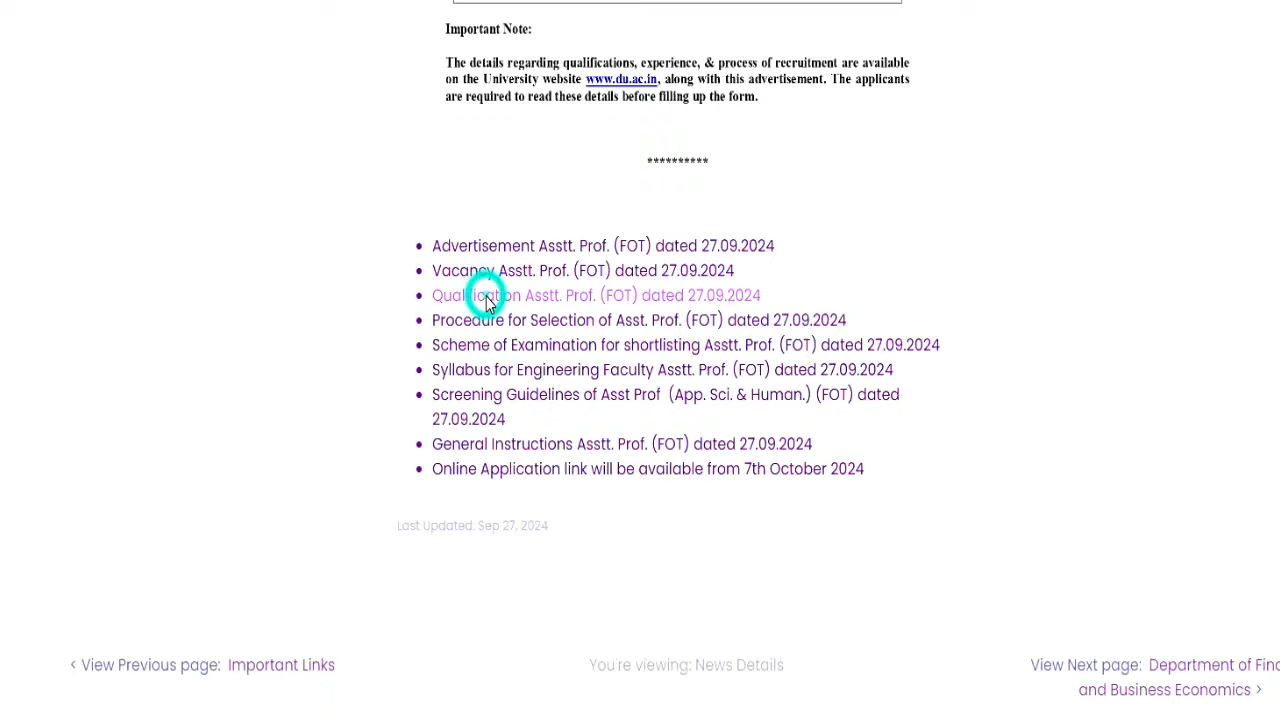 Important Note:
The details regarding qualifications, experience, & process of recruitment are available
on the University website www.du.ac.in, along with this advertisement. The applicants
are required to read these details before filling up the form.
**********
Advertisement Asstt. Prof. (FOT) dated 27.09.2024
Vacancy Asstt. Prof. (FOT) dated 27.09.2024
Qualification Asstt. Prof. (FOT) dated 27.09.2024
Procedure for Selection of Asst. Prof. (FOT) dated 27.09.2024
Scheme of Examination for shortlisting Asstt. Prof. (FOT) dated 27.09.2024
Syllabus for Engineering Faculty Asstt. Prof. (FOT) dated 27.09.2024
Screening Guidelines of Asst Prof (App. Sci. & Human.) (FOT) dated
27.09.2024
General Instructions Asstt. Prof. (FOT) dated 27.09.2024
Online Application link will be available from 7th October 2024
Last Updated: Sep 27, 2024
< View Previous page: Important Links
You're viewing: News Details
View Next page: Department of Finc
and Business Economics >